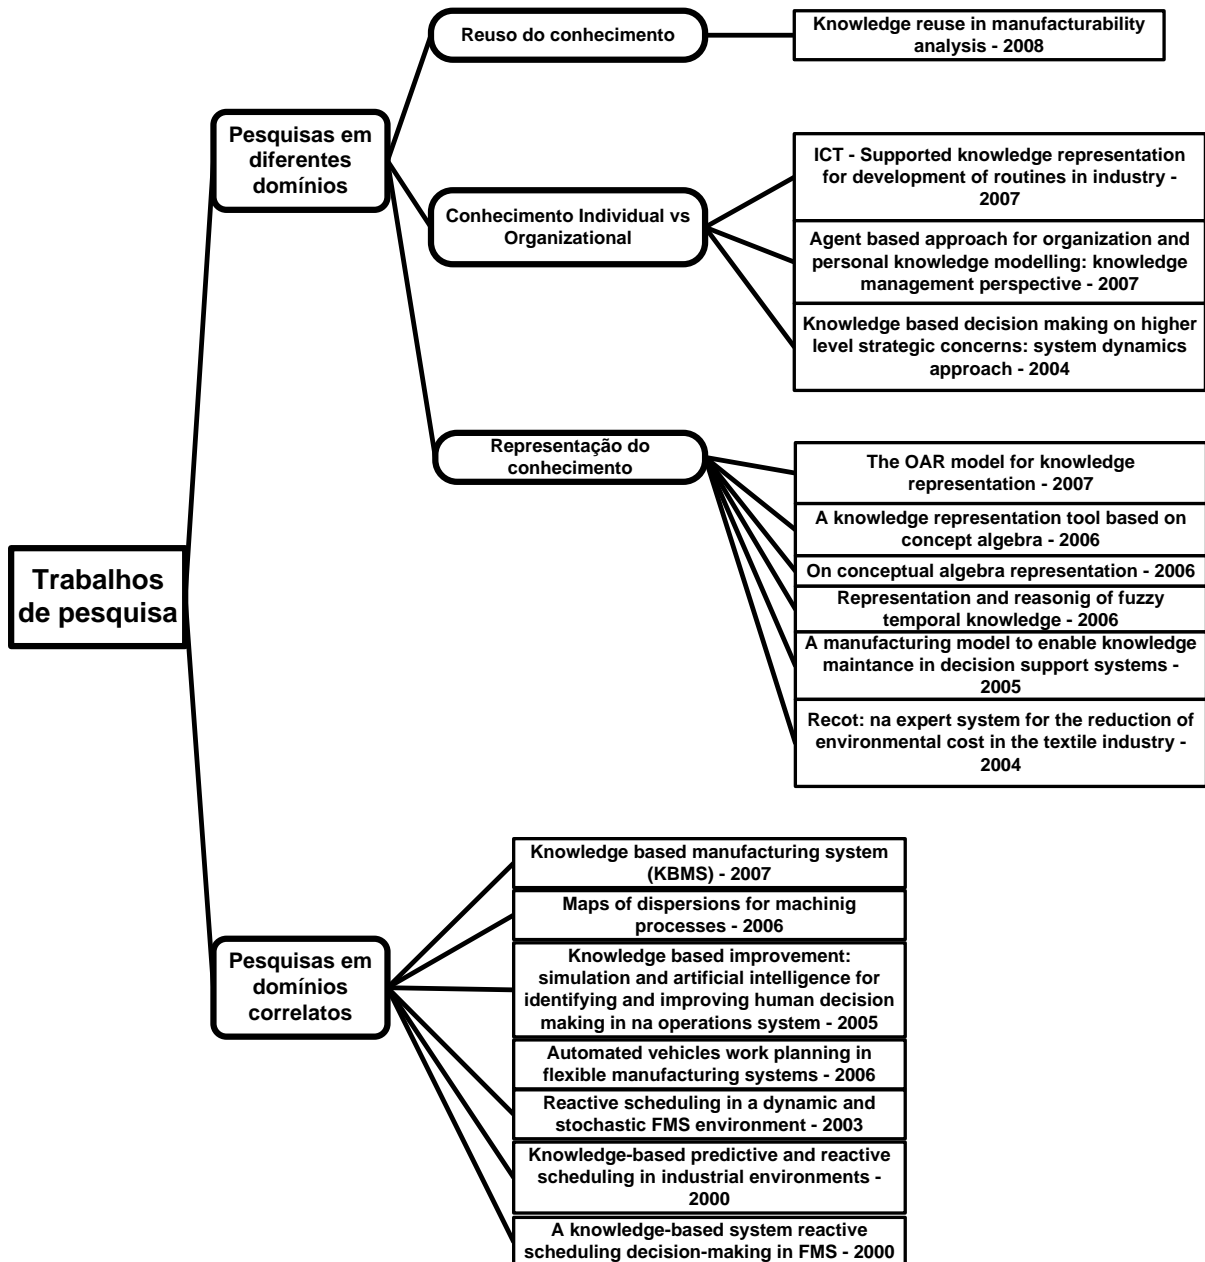 Trabalhos
de pesquisa
Pesquisas em
diferentes
domínios
Reuso do conhecimento
Knowledge reuse in manufacturability
analysis - 2008
Conhecimento Individual vs
Organizational
ICT - Supported knowledge representation
for development of routines in industry -
2007
Agent based approach for organization and
personal knowledge modelling: knowledge
management perspective - 2007
Knowledge based decision making on higher
level strategic concerns: system dynamics
approach - 2004
Representação do
conhecimento
The OAR model for knowledge
representation - 2007
A knowledge representation tool based on
concept algebra - 2006
On conceptual algebra representation - 2006
Representation and reasonig of fuzzy
temporal knowledge - 2006
A manufacturing model to enable knowledge
maintance in decision support systems -
2005
Recot: na expert system for the reduction of
environmental cost in the textile industry -
2004
Pesquisas em
domínios
correlatos
Knowledge based manufacturing system
(KBMS) - 2007
Maps of dispersions for machinig
processes - 2006
Knowledge based improvement:
simulation and artificial intelligence for
identifying and improving human decision
making in na operations system - 2005
Automated vehicles work planning in
flexible manufacturing systems - 2006
Reactive scheduling in a dynamic and
stochastic FMS environment - 2003
Knowledge-based predictive and reactive
scheduling in industrial environments -
2000
A knowledge-based system reactive
scheduling decision-making in FMS - 2000